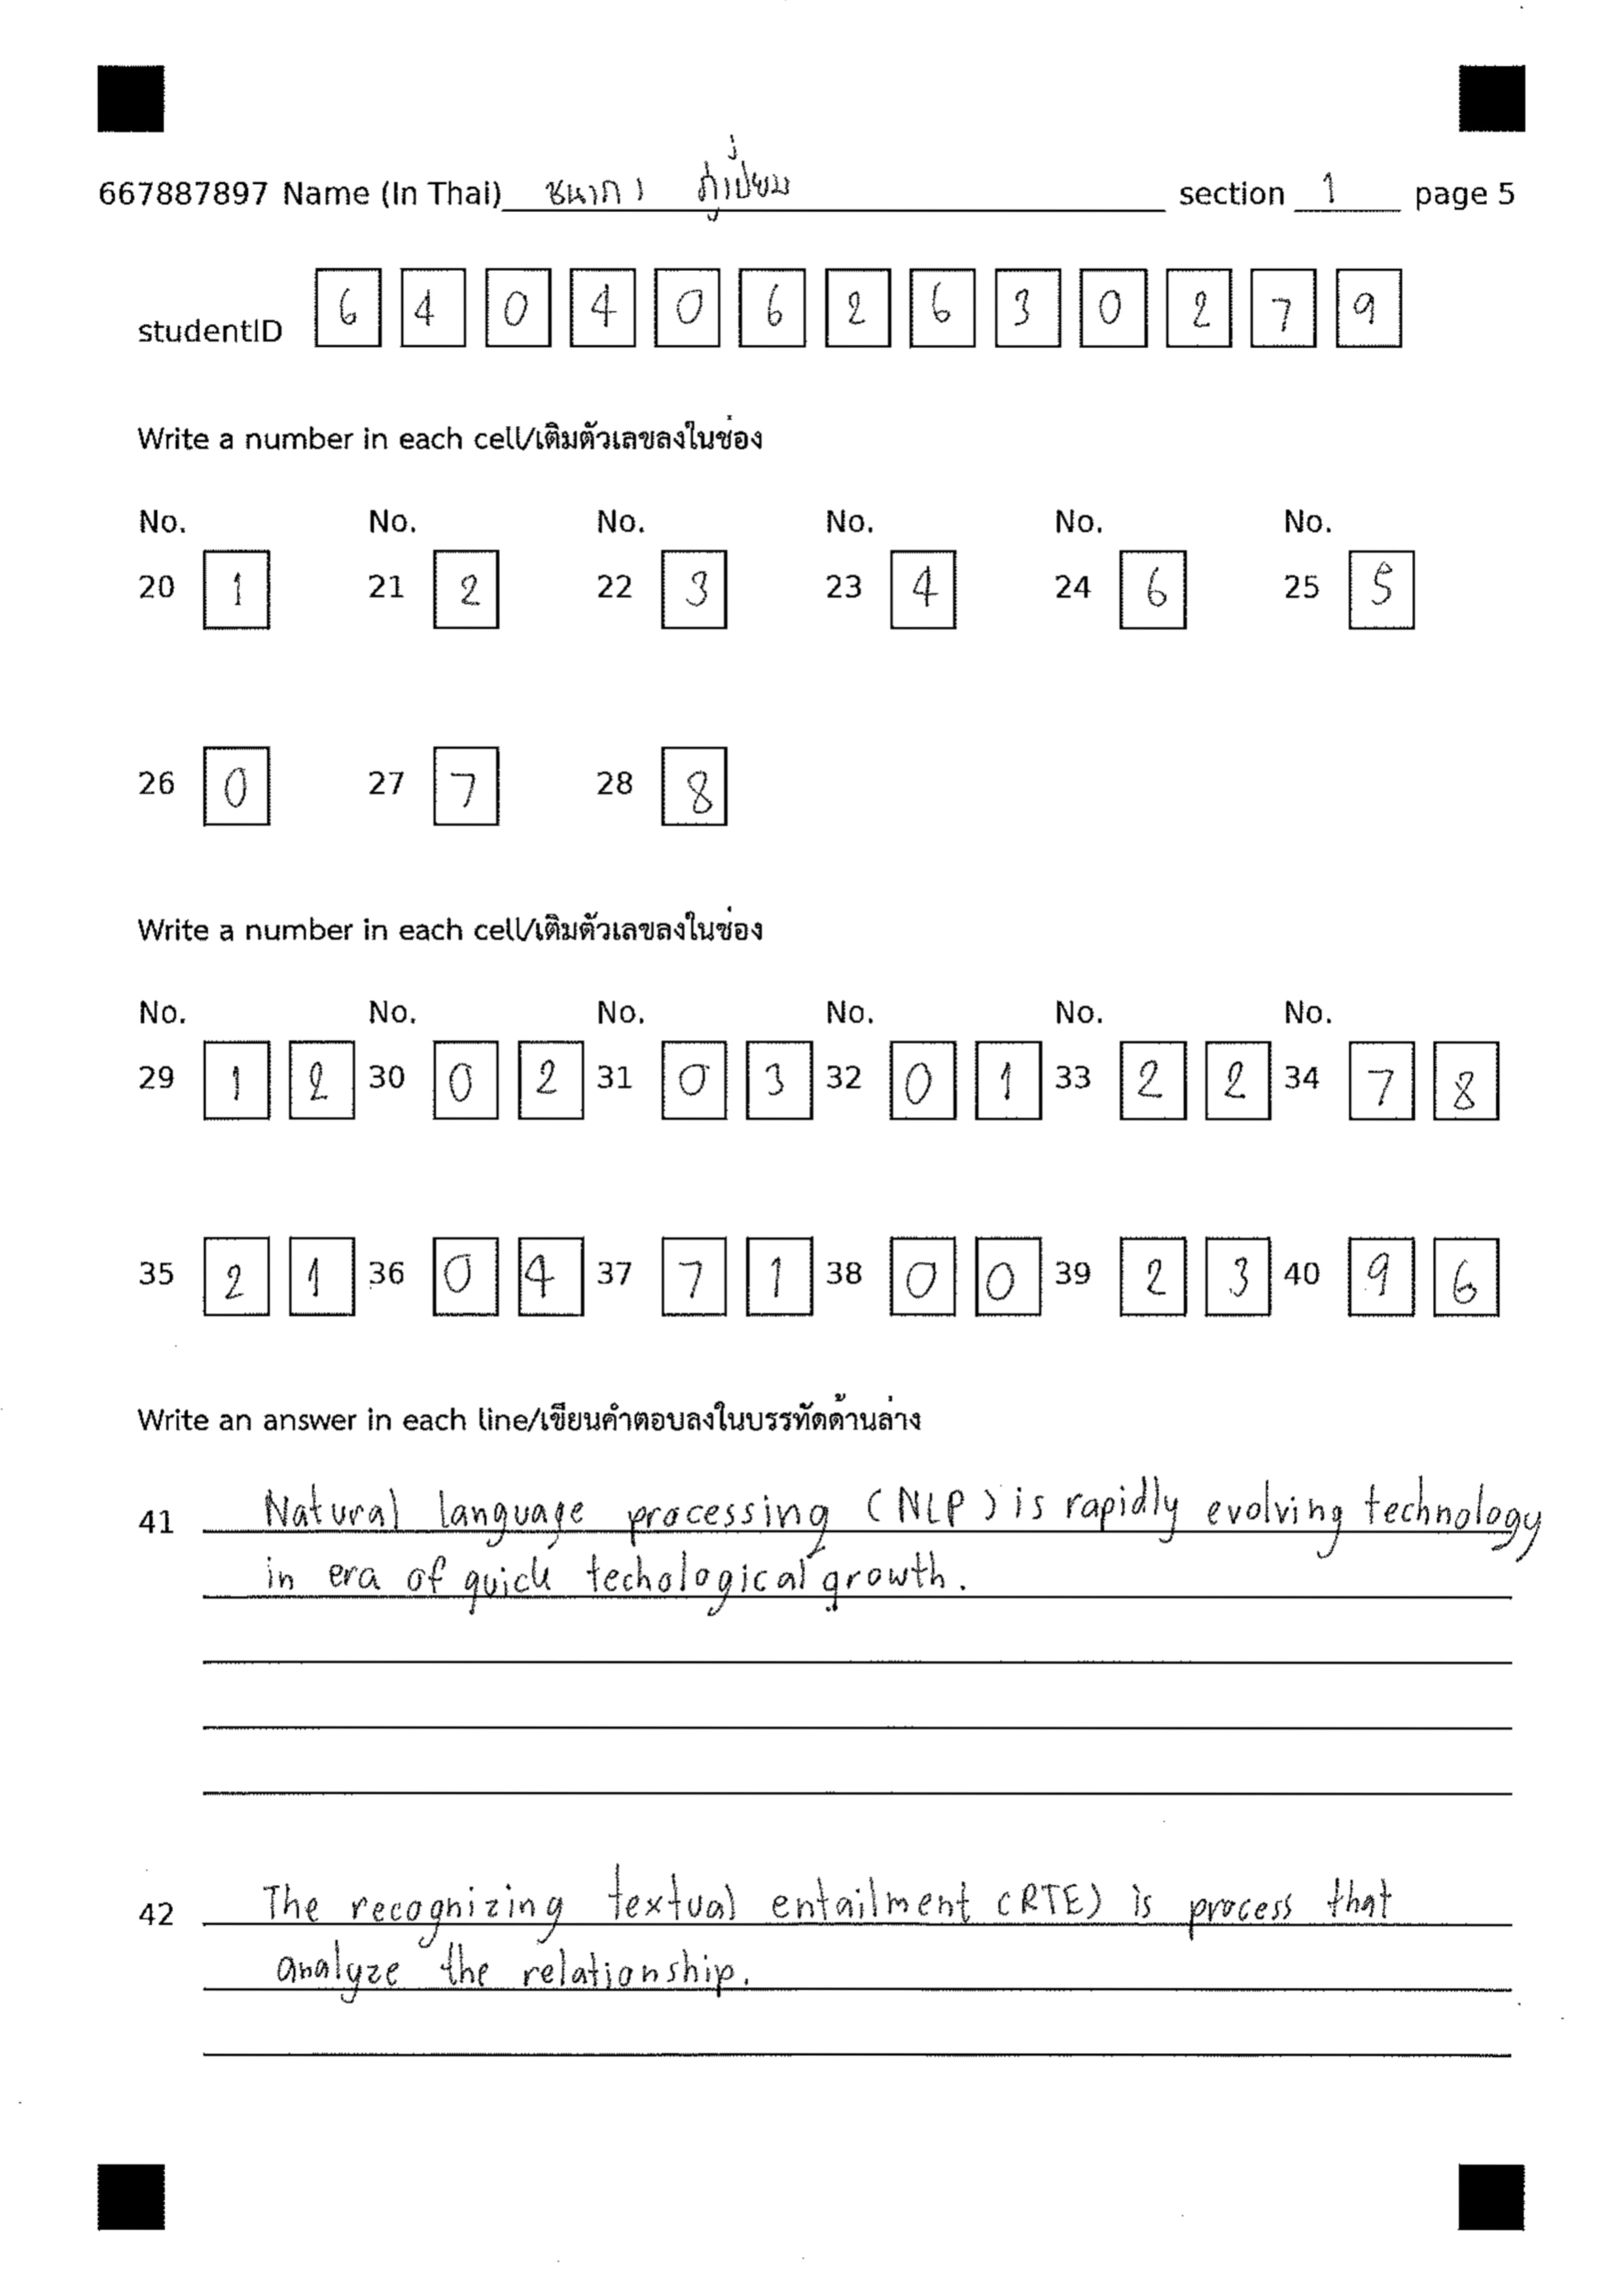 667887897 Name (In Thai) ชนาภา ภู่เปี่ยม section 1 page 5
studentID 6 4 0 4 0 6 2 6 3 0 2 7 9
Write a number in each cell/เติมตัวเลขลงในช่อง
No. No. No. No. No. No.
20 1 21 2 22 3 23 4 24 6 25 5
26 0 27 7 28 8
Write a number in each cell/เติมตัวเลขลงในช่อง
No. No. No. No. No. No.
29 1 2 30 0 2 31 0 3 32 0 1 33 2 2 34 7 8
35 2 1 36 0 4 37 7 1 38 0 0 39 2 3 40 9 6
Write an answer in each line/เขียนคำตอบลงในบรรทัดด้านล่าง
41 Natural language processing (NLP) is rapidly evolving technology
in era of quick techological growth.
42 The recognizing textual entailment (RTE) is process that
analyze the relationship.